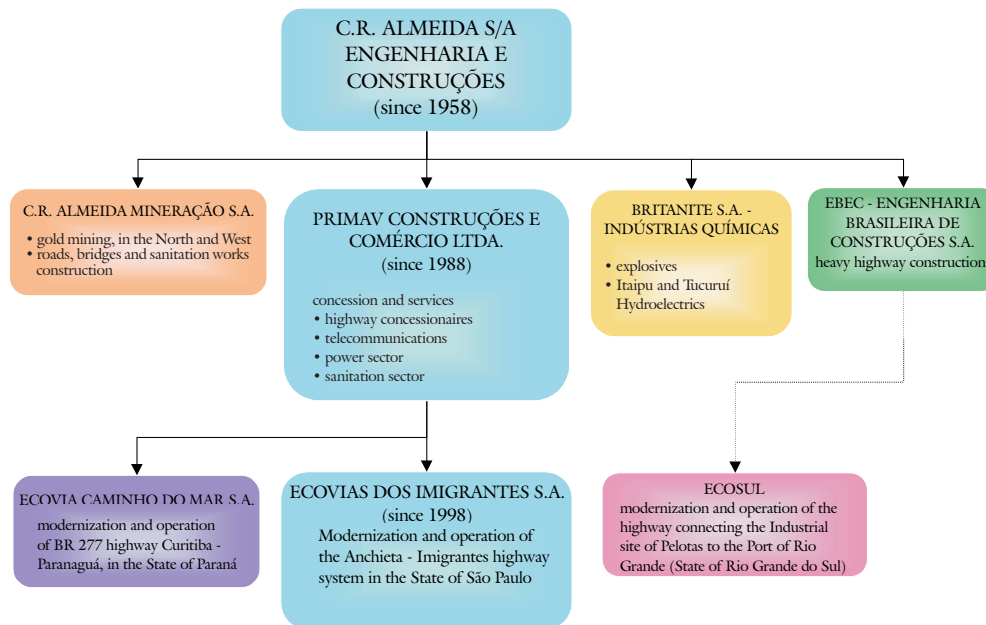 C.R. ALMEIDA S/A
ENGENHARIA E
CONSTRUÇÕES
(since 1958)
C.R. ALMEIDA MINERAÇÃO S.A.
• gold mining, in the North and West
• roads, bridges and sanitation works
construction
PRIMAV CONSTRUÇÕES E
COMÉRCIO LTDA.
(since 1988)
concession and services
• highway concessionaires
• telecommunications
• power sector
• sanitation sector
BRITANITE S.A. -
INDÚSTRIAS QUÍMICAS
• explosives
• Itaipu and Tucuruí
Hydroelectrics
EBEC - ENGENHARIA
BRASILEIRA DE
CONSTRUÇÕES S.A.
heavy highway construction
ECOVIA CAMINHO DO MAR S.A.
modernization and operation
of BR 277 highway Curitiba -
Paranaguá, in the State of Paraná
ECOVIAS DOS IMIGRANTES S.A.
(since 1998)
Modernization and operation of
the Anchieta - Imigrantes highway
system in the State of São Paulo
ECOSUL
modernization and operation of the
highway connecting the Industrial
site of Pelotas to the Port of Rio
Grande (State of Rio Grande do Sul)